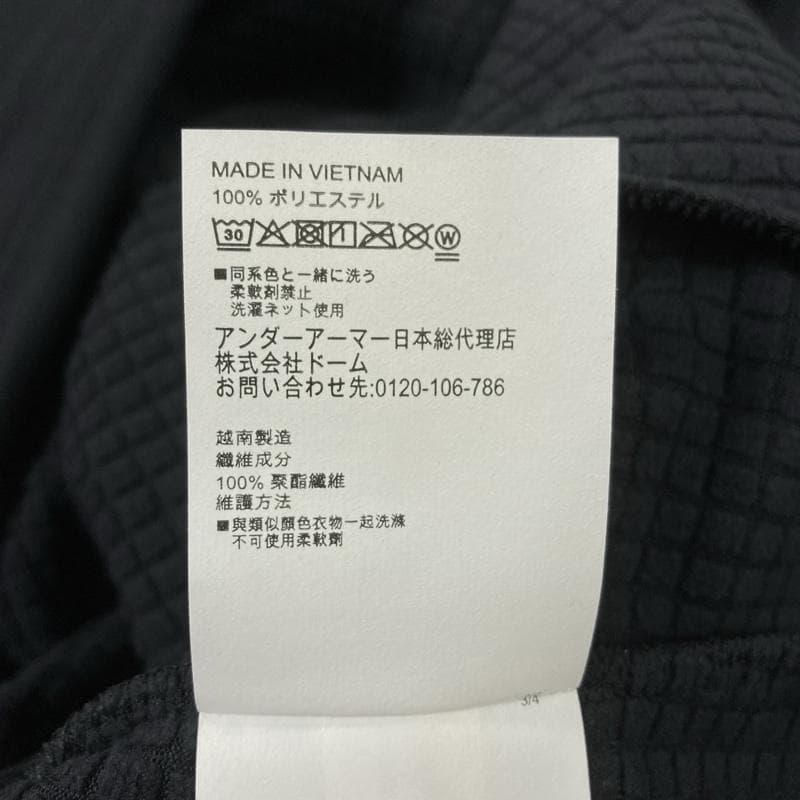 MADE IN VIETNAM
100% ポリエステル
30 W
■同系色と一緒に洗う
柔軟剤禁止
洗濯ネット使用
アンダーアーマー日本総代理店
株式会社ドーム
お問い合わせ先:0120-106-786
越南製造
纖維成分
100% 聚酯纖維
維護方法
■與類似顏色衣物一起洗滌
不可使用柔軟劑
3/4